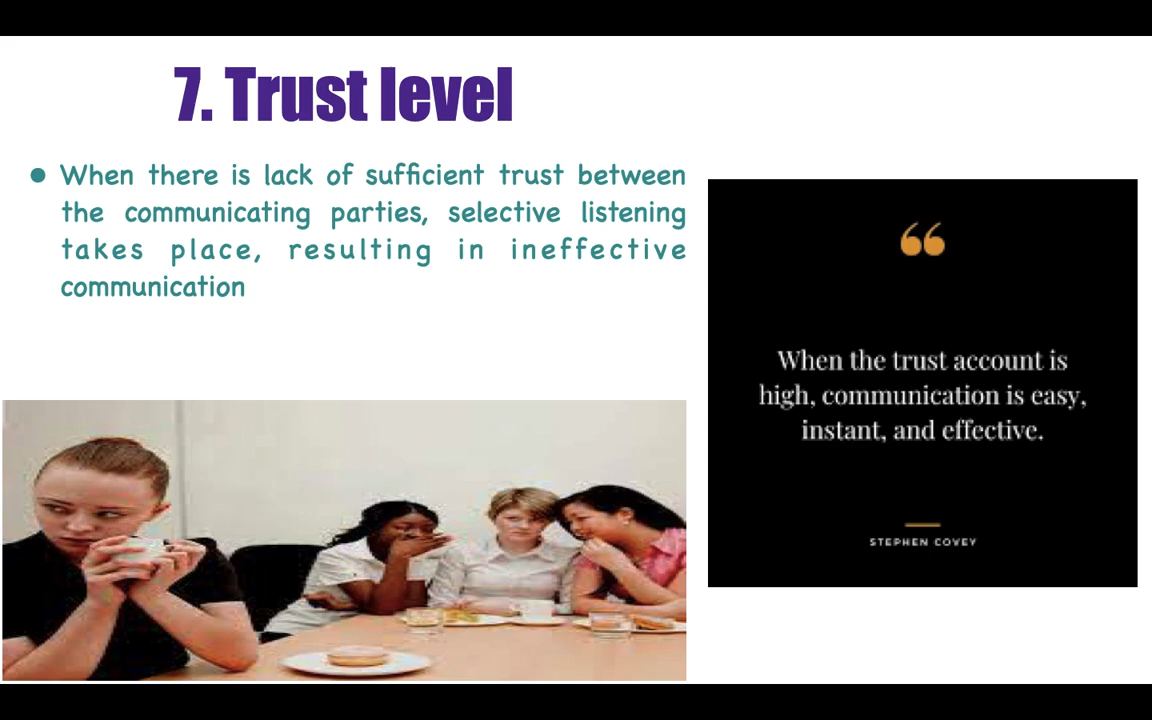 7. Trust level
● When there is lack of sufficient trust between
the communicating parties, selective listening
takes place, resulting in ineffective
communication
“
When the trust account is
high, communication is easy,
instant, and effective.
STEPHEN COVEY